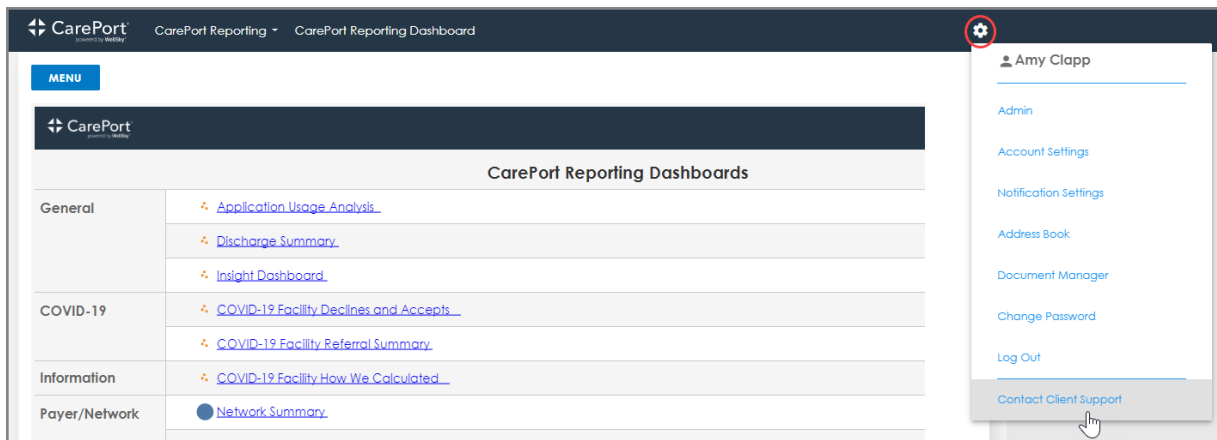 CarePort
powered by WellSky
CarePort Reporting CarePort Reporting Dashboard
Amy Clapp
MENU
Admin
CarePort
powered by WellSky
Account Settings
CarePort Reporting Dashboards
Notification Settings
General
Application Usage Analysis
Discharge Summary
Address Book
Insight Dashboard
Document Manager
COVID-19
COVID-19 Facility Declines and Accepts
Change Password
COVID-19 Facility Referral Summary
Log Out
Information
COVID-19 Facility How We Calculated
Contact Client Support
Payer/Network
Network Summary